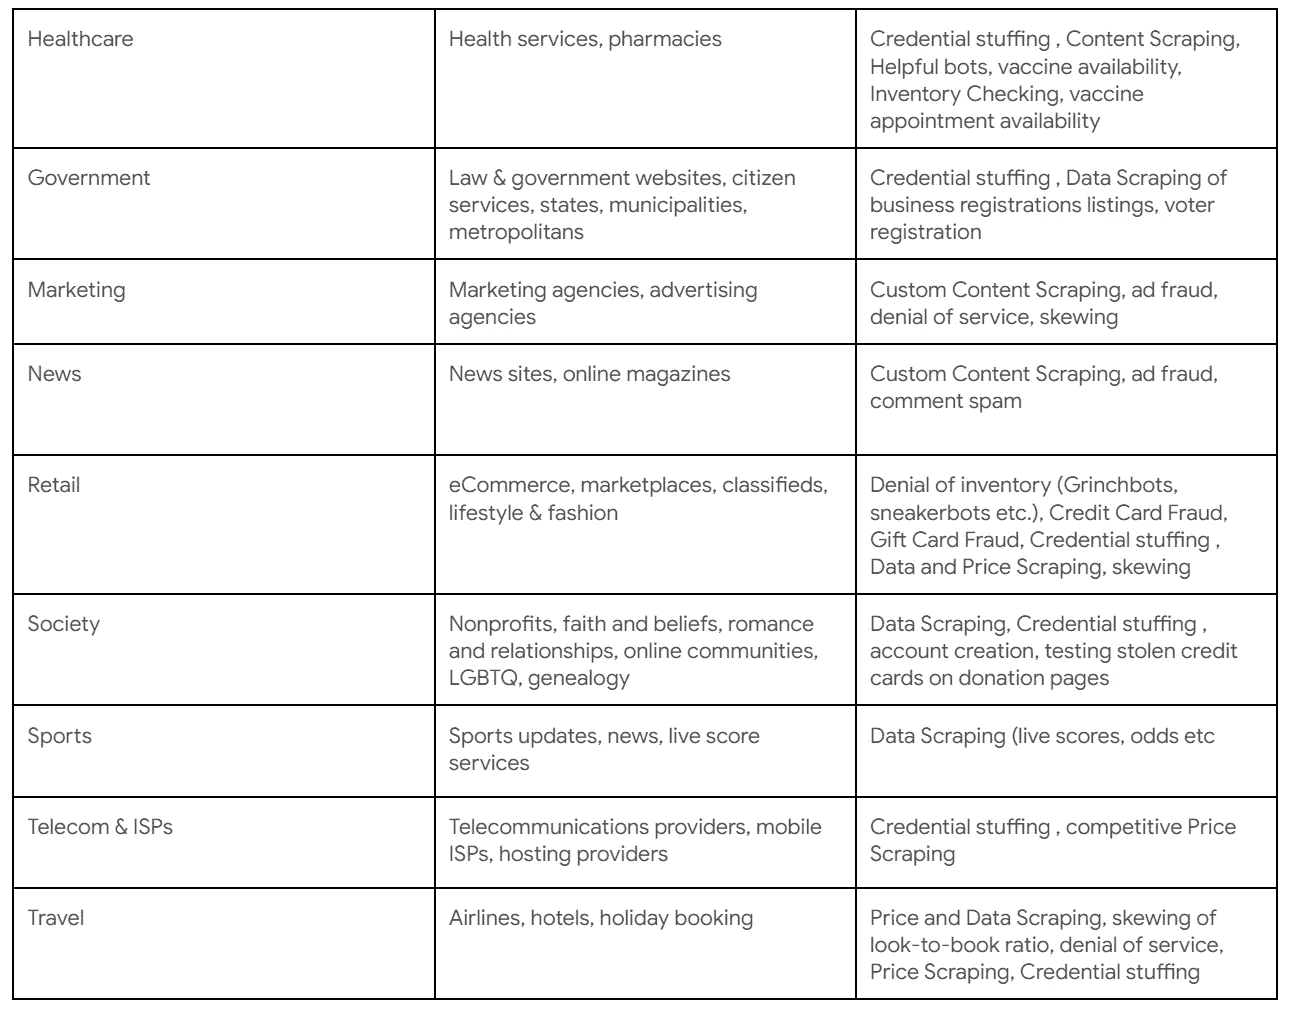 Healthcare
Health services, pharmacies
Credential stuffing , Content Scraping,
Helpful bots, vaccine availability,
Inventory Checking, vaccine
appointment availability
Government
Law & government websites, citizen
services, states, municipalities,
metropolitans
Credential stuffing , Data Scraping of
business registrations listings, voter
registration
Marketing
Marketing agencies, advertising
agencies
Custom Content Scraping, ad fraud,
denial of service, skewing
News
News sites, online magazines
Custom Content Scraping, ad fraud,
comment spam
Retail
eCommerce, marketplaces, classifieds,
lifestyle & fashion
Denial of inventory (Grinchbots,
sneakerbots etc.), Credit Card Fraud,
Gift Card Fraud, Credential stuffing ,
Data and Price Scraping, skewing
Society
Nonprofits, faith and beliefs, romance
and relationships, online communities,
LGBTQ, genealogy
Data Scraping, Credential stuffing ,
account creation, testing stolen credit
cards on donation pages
Sports
Sports updates, news, live score
services
Data Scraping (live scores, odds etc
Telecom & ISPs
Telecommunications providers, mobile
ISPs, hosting providers
Credential stuffing , competitive Price
Scraping
Travel
Airlines, hotels, holiday booking
Price and Data Scraping, skewing of
look-to-book ratio, denial of service,
Price Scraping, Credential stuffing